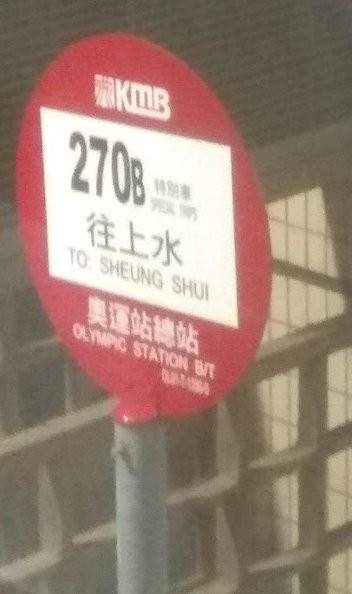 KMB
270B 特別車
SPECIAL TRIPS
往上水
TO: SHEUNG SHUI
奧運站總站
OLYMPIC STATION B/T